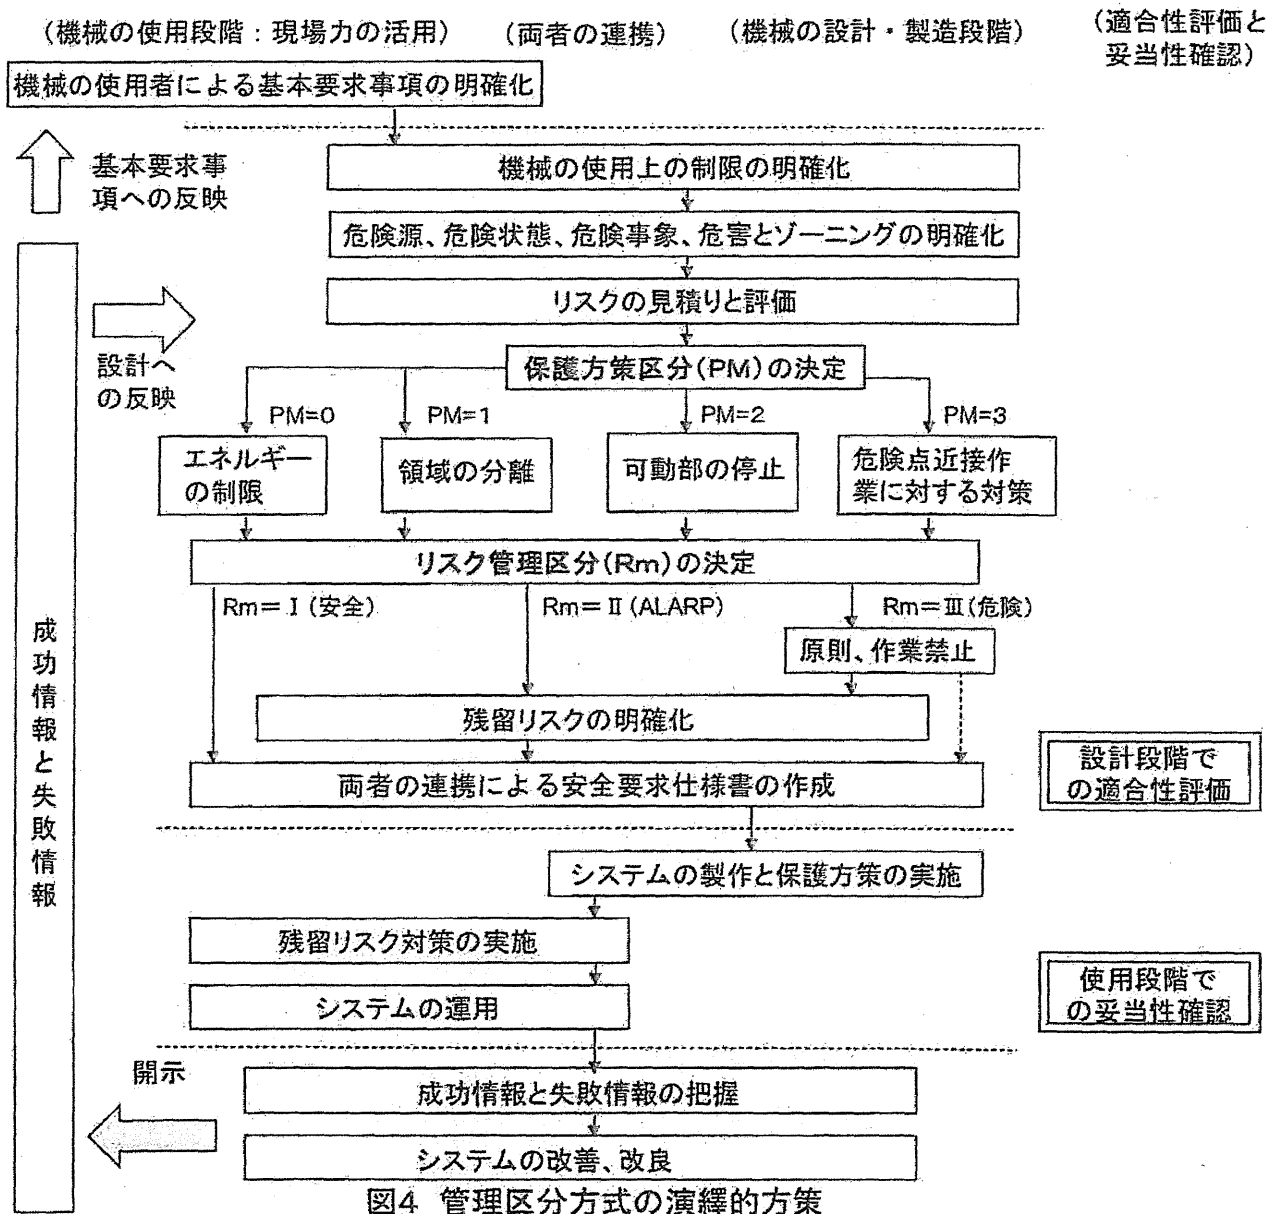 (機械の使用段階：現場力の活用)
(両者の連携)
(機械の設計・製造段階)
(適合性評価と
妥当性確認)
機械の使用者による基本要求事項の明確化
基本要求事
項への反映
機械の使用上の制限の明確化
危険源、危険状態、危険事象、危害とゾーニングの明確化
リスクの見積りと評価
設計へ
の反映
保護方策区分(PM)の決定
PM=0
PM=1
PM=2
PM=3
エネルギー
の制限
領域の分離
可動部の停止
危険点近接作
業に対する対策
リスク管理区分(Rm)の決定
Rm=Ⅰ(安全)
Rm=Ⅱ(ALARP)
Rm=Ⅲ(危険)
原則、作業禁止
残留リスクの明確化
両者の連携による安全要求仕様書の作成
設計段階で
の適合性評価
成功情報と失敗情報
システムの製作と保護方策の実施
残留リスク対策の実施
システムの運用
使用段階で
の妥当性確認
開示
成功情報と失敗情報の把握
システムの改善、改良
図4 管理区分方式の演繹的方策